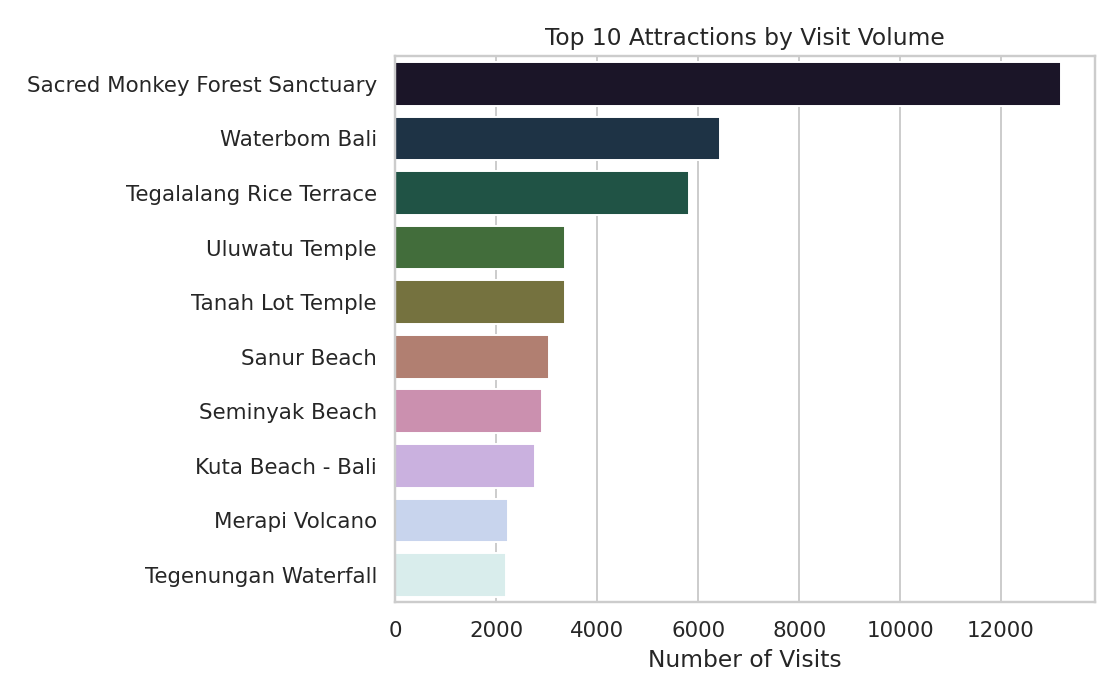 Top 10 Attractions by Visit Volume
Sacred Monkey Forest Sanctuary
Waterbom Bali
Tegalalang Rice Terrace
Uluwatu Temple
Tanah Lot Temple
Sanur Beach
Seminyak Beach
Kuta Beach - Bali
Merapi Volcano
Tegenungan Waterfall
0 2000 4000 6000 8000 10000 12000
Number of Visits